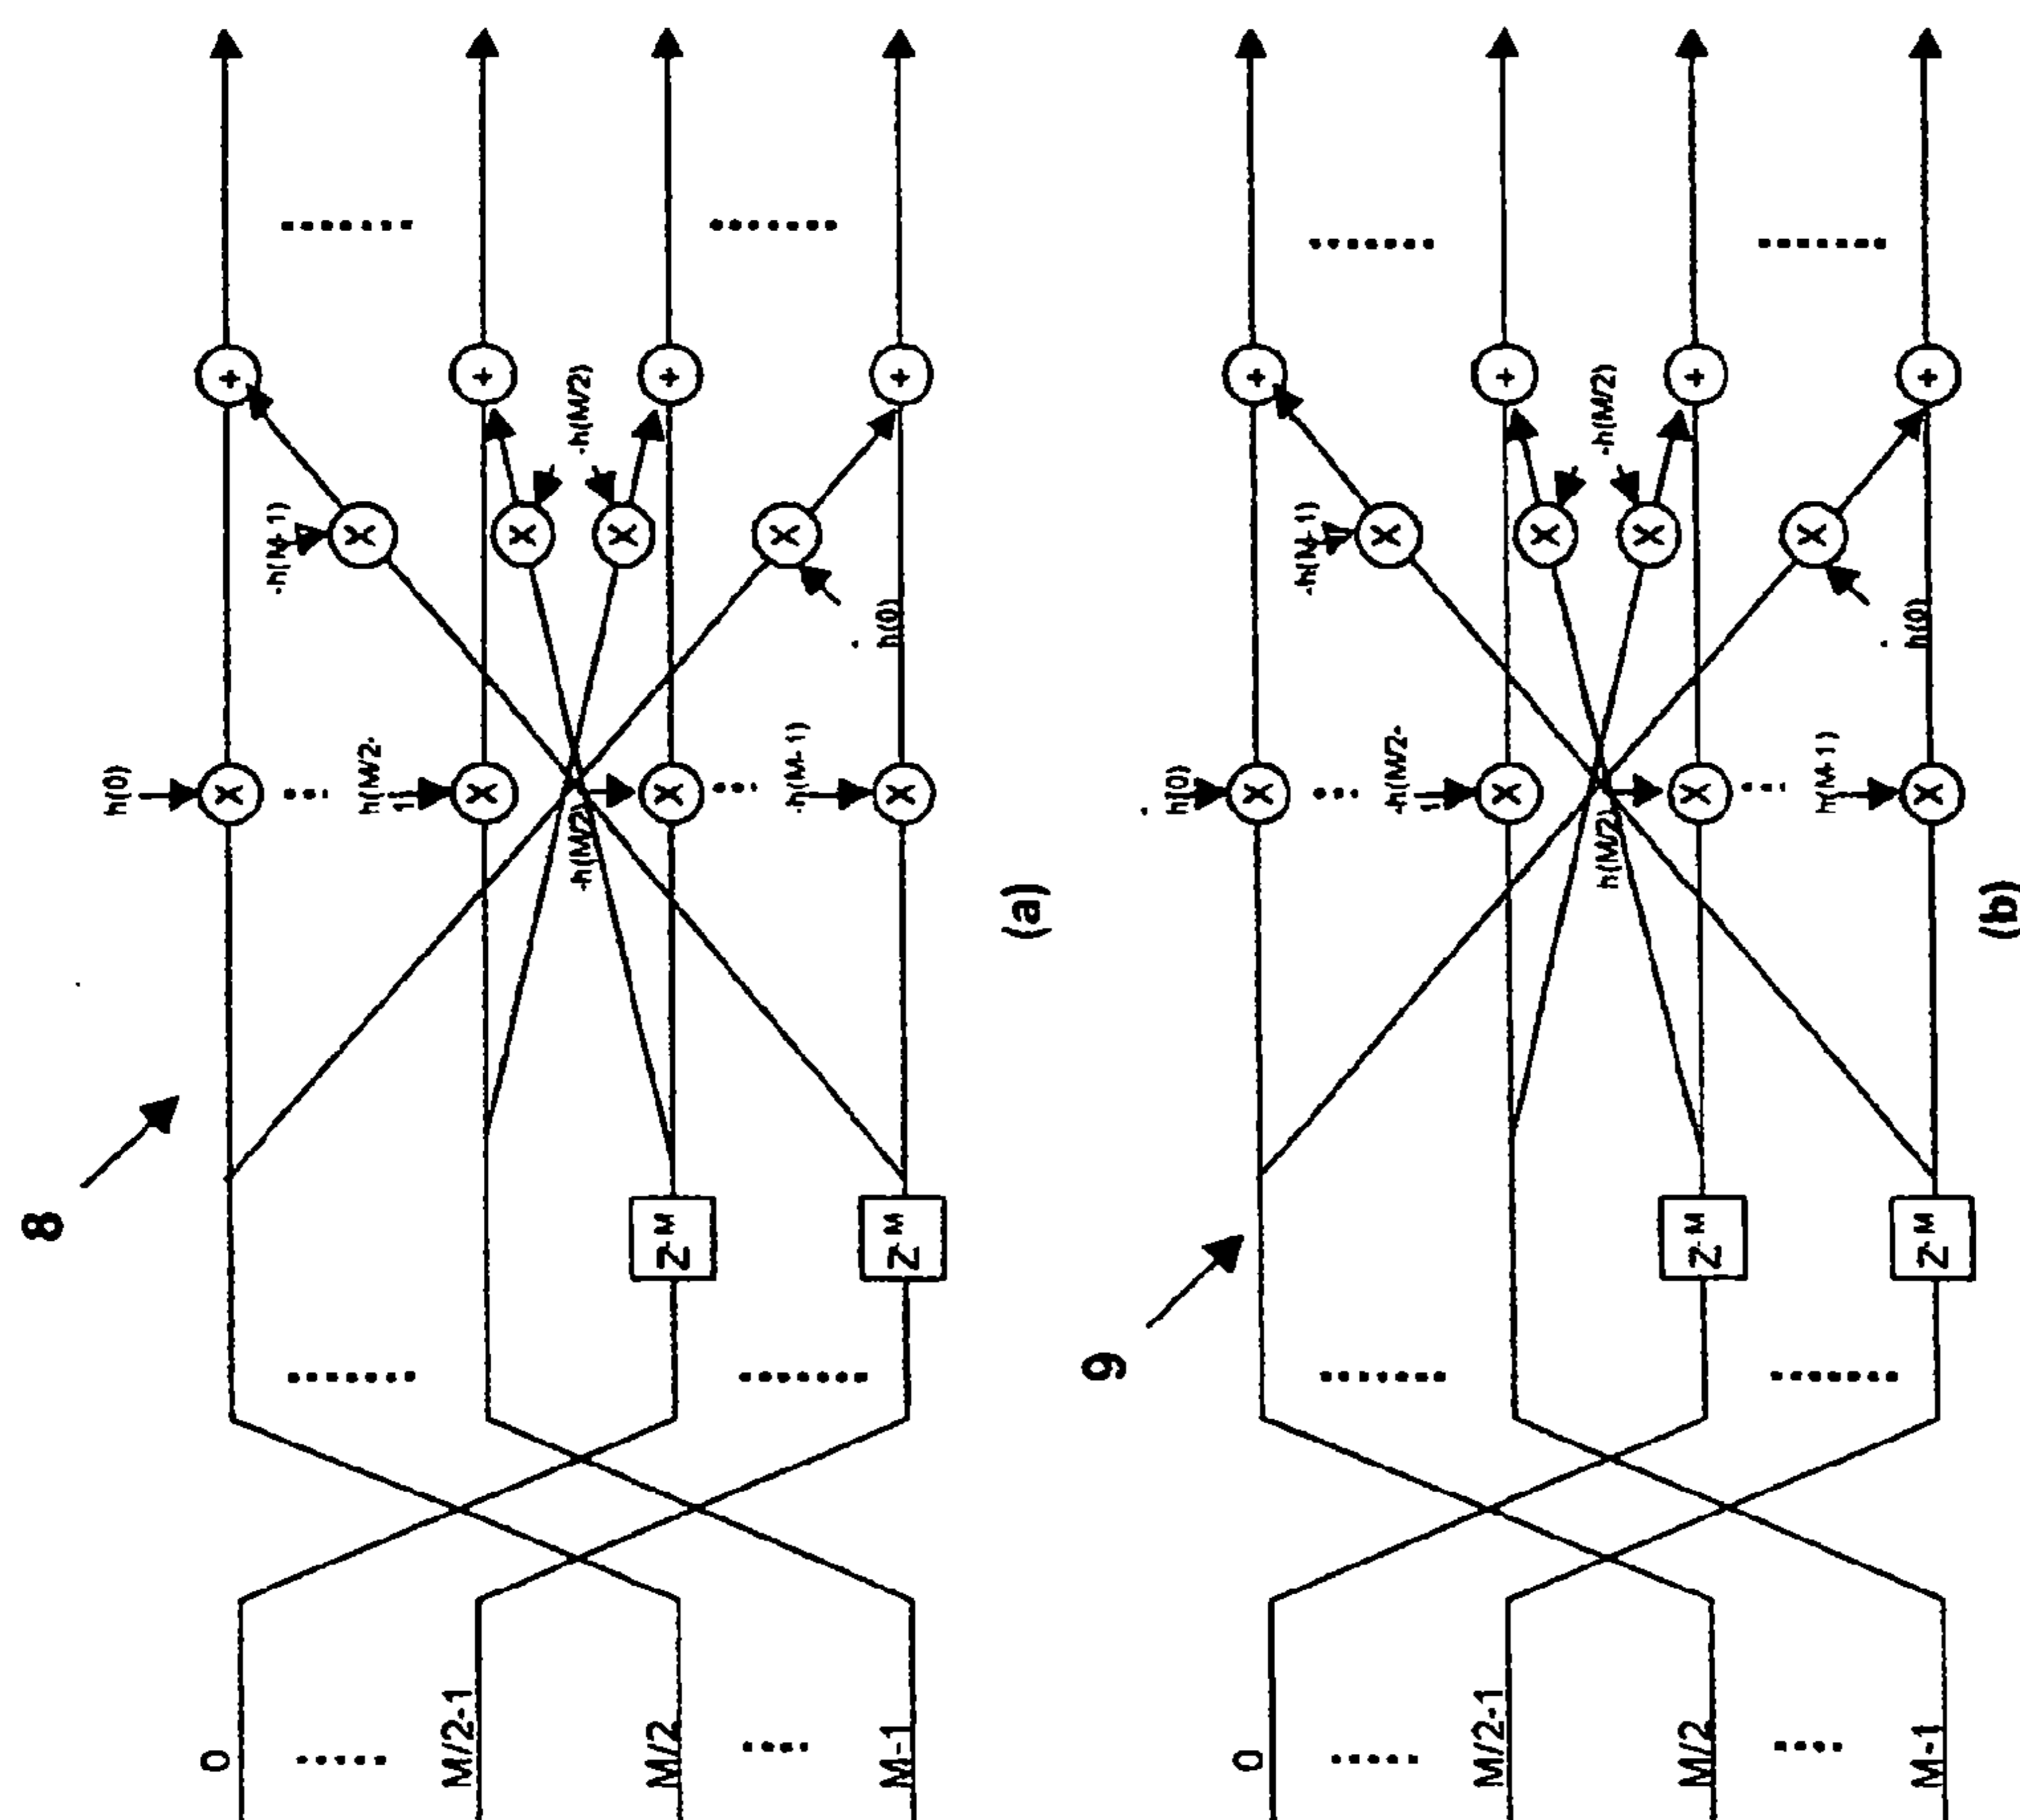 8
0
M/2-1
M/2
M-1
Z-M
Z-M
h(0)
h(M/2-
1
-h(M/2)
-h(M-1)
-h(M-1)
-h(M/2)
h(0)
X
X
X
X
X
X
X
X
+
+
+
+
(a)
9
0
M/2-1
M/2
M-1
Z-M
Z-M
h(0)
-h(M/2-
1
h(M/2)
h(M-1)
-h(M-1)
-h(M/2)
h(0)
X
X
X
X
X
X
X
X
+
+
+
+
(b)